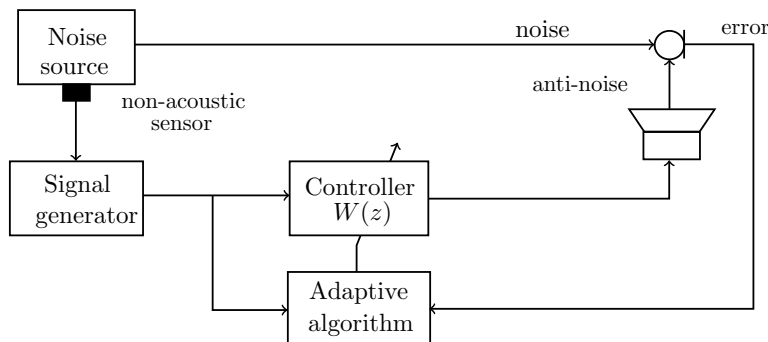 Noise
source
noise
error
anti-noise
non-acoustic
sensor
Signal
generator
Controller
W(z)
Adaptive
algorithm